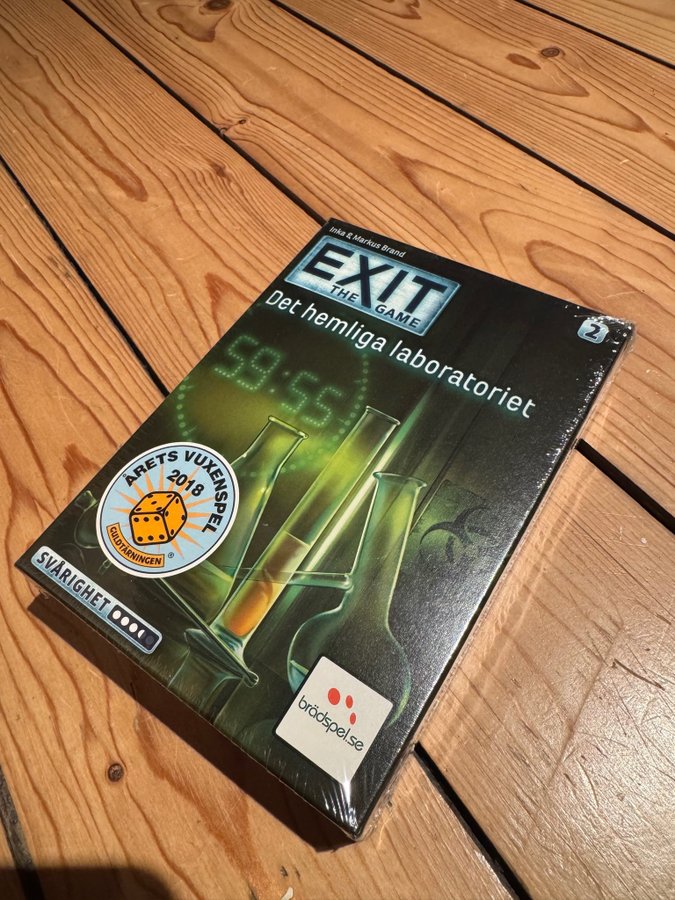 Inka & Markus Brand
EXIT
THE GAME
Det hemliga laboratoriet
2
59:55
ÅRETS VUXENSPEL
2018
GULDTÄRNINGEN
®
SVÅRIGHET
brädspel.se